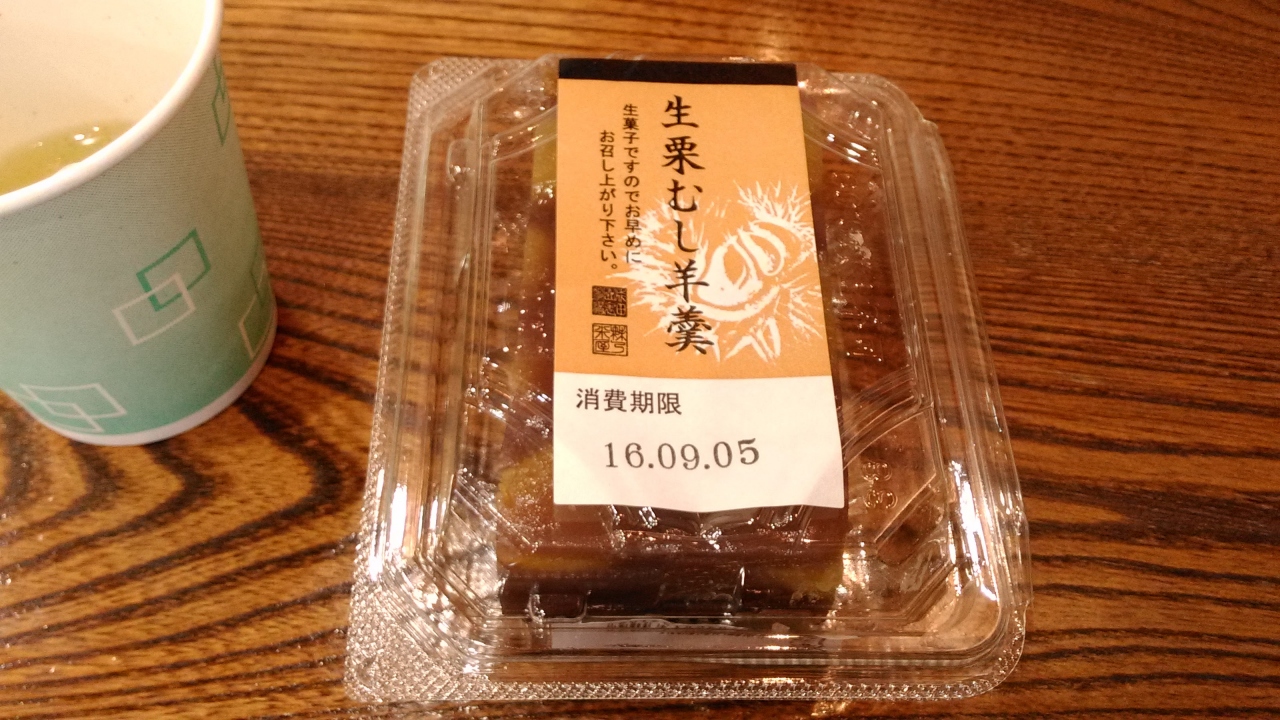 生栗むし羊羹
生菓子ですのでお早めに
お召し上がり下さい。
消費期限
16.09.05